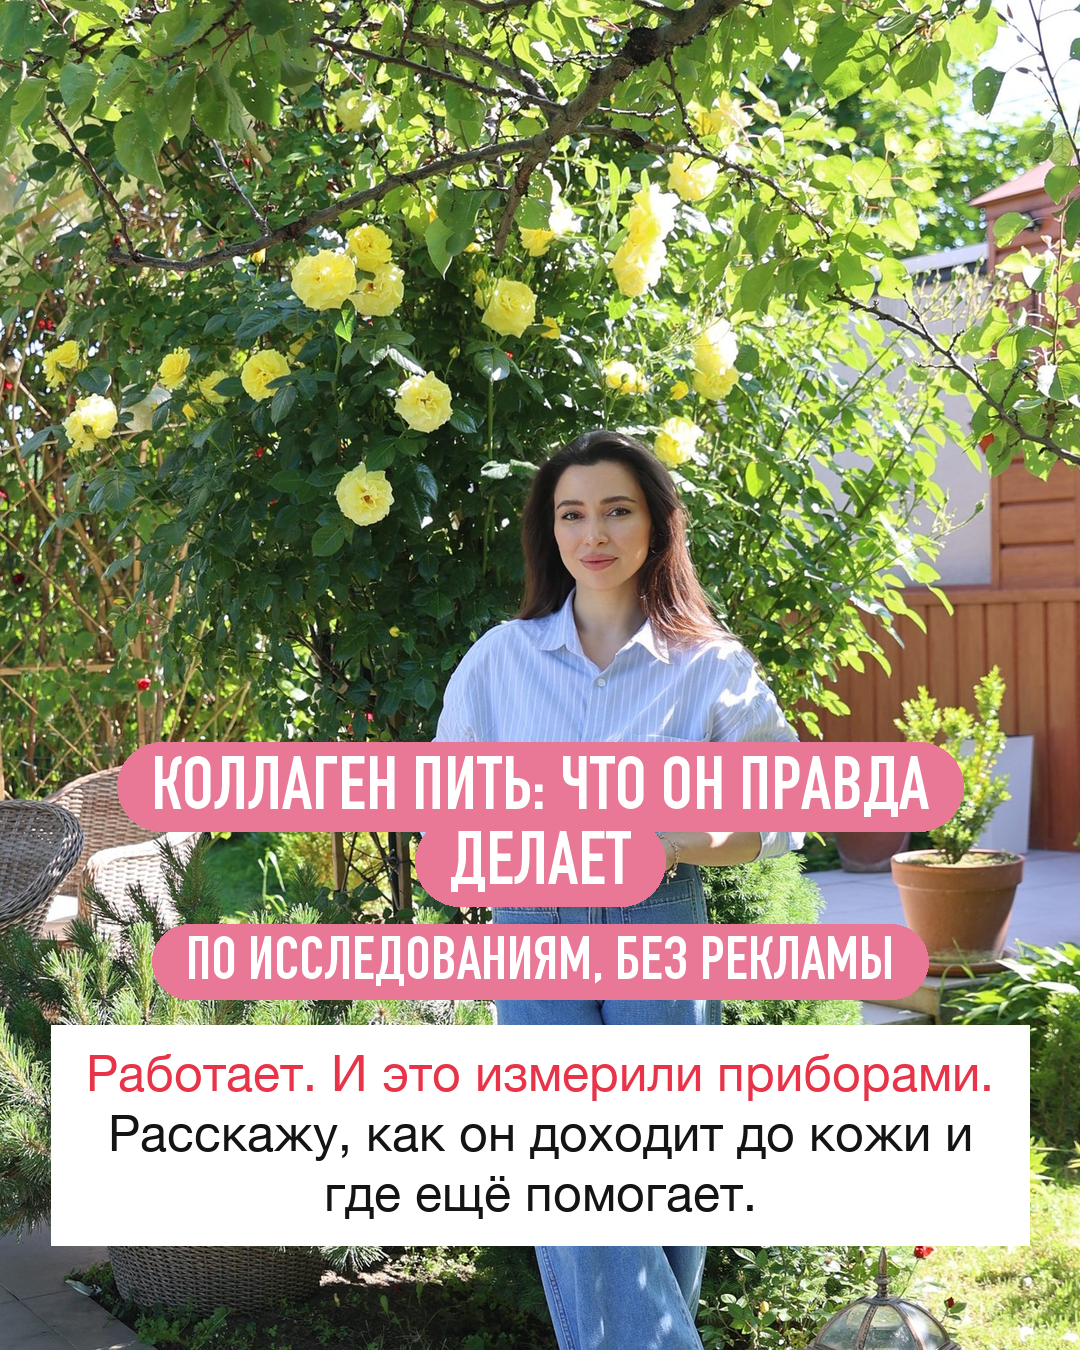 КОЛЛАГЕН ПИТЬ: ЧТО ОН ПРАВДА
ДЕЛАЕТ
ПО ИССЛЕДОВАНИЯМ, БЕЗ РЕКЛАМЫ
Работает. И это измерили приборами.
Расскажу, как он доходит до кожи и
где ещё помогает.